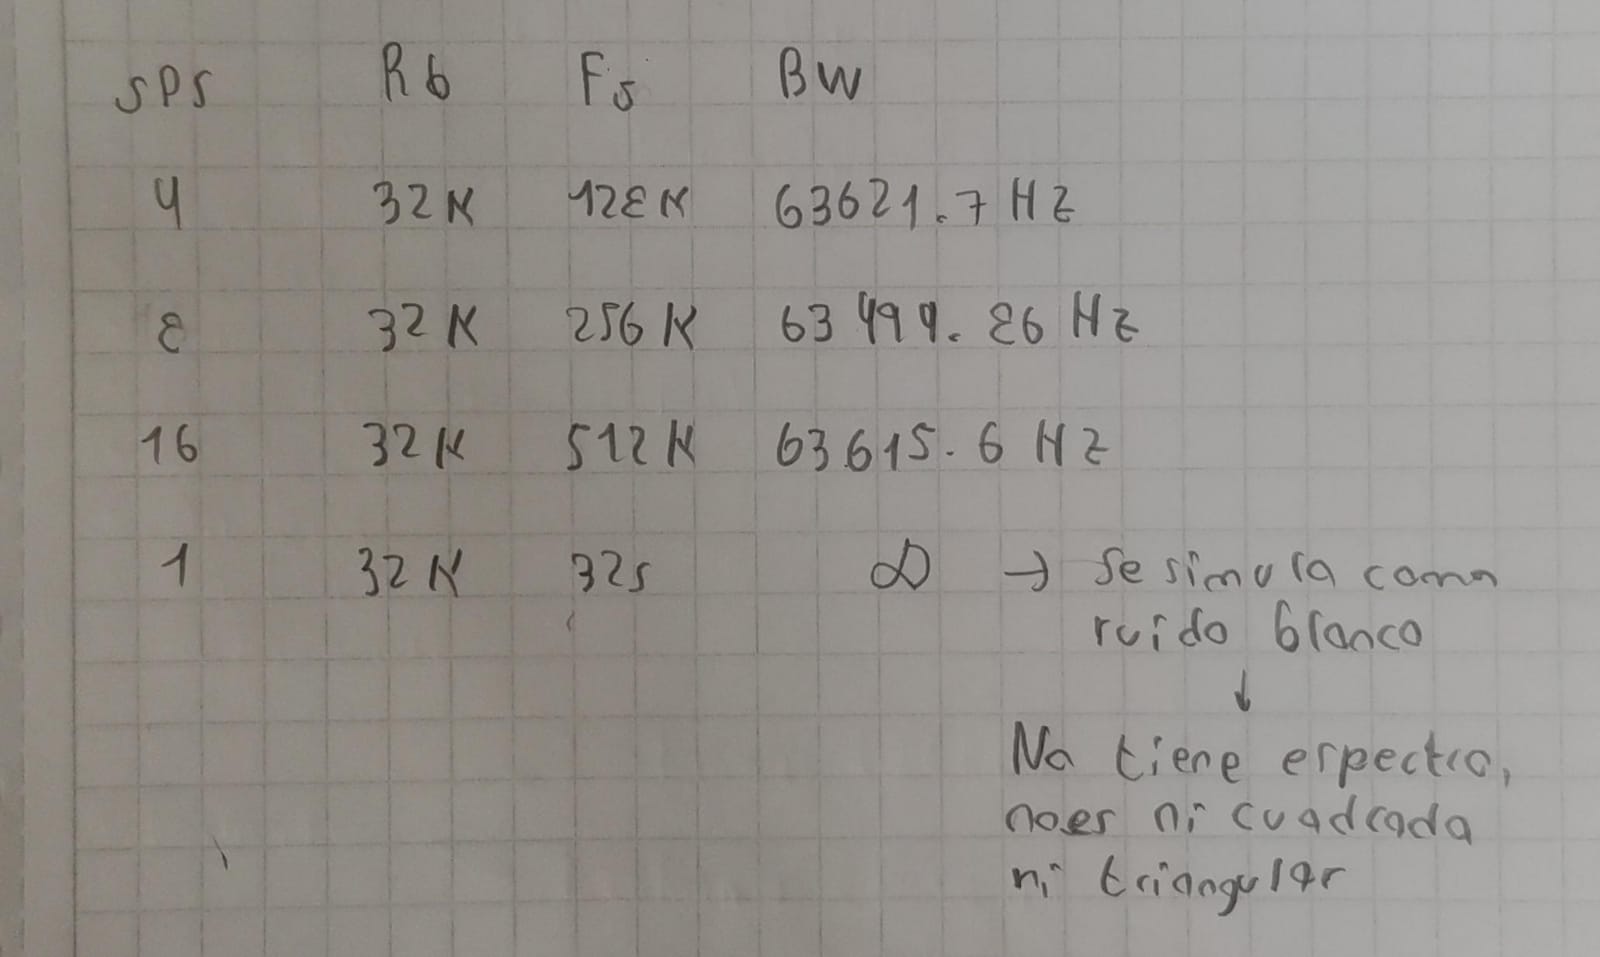 SPS Rb Fs BW
4 32K 128K 63621.7 HZ
8 32K 256K 63499.86 HZ
16 32K 512K 63615.6 HZ
1 32K 32s ∞ → Se simula como
ruido blanco
↓
No tiene espectro,
no es ni cuadrada
ni triangular